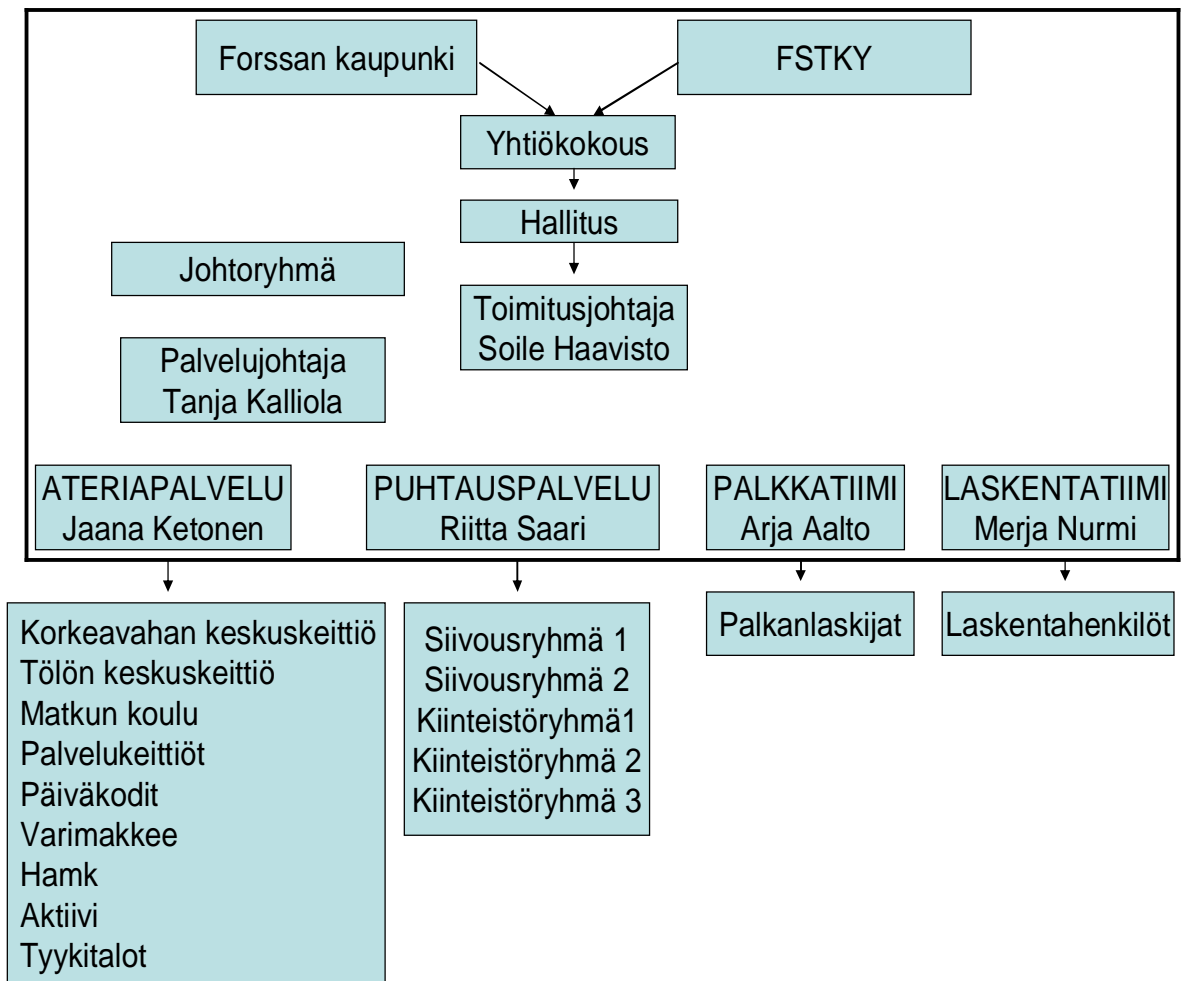 Forssan kaupunki
FSTKY
Yhtiökokous
Hallitus
Johtoryhmä
Toimitusjohtaja
Soile Haavisto
Palvelujohtaja
Tanja Kalliola
ATERIAPALVELU
Jaana Ketonen
PUHTAUSPALVELU
Riitta Saari
PALKKATIIMI
Arja Aalto
LASKENTATIIMI
Merja Nurmi
Korkeavahan keskuskeittiö
Tölön keskuskeittiö
Matkun koulu
Palvelukeittiöt
Päiväkodit
Varimakkee
Hamk
Aktiivi
Tyykitalot
Siivousryhmä 1
Siivousryhmä 2
Kiinteistöryhmä1
Kiinteistöryhmä 2
Kiinteistöryhmä 3
Palkanlaskijat
Laskentahenkilöt